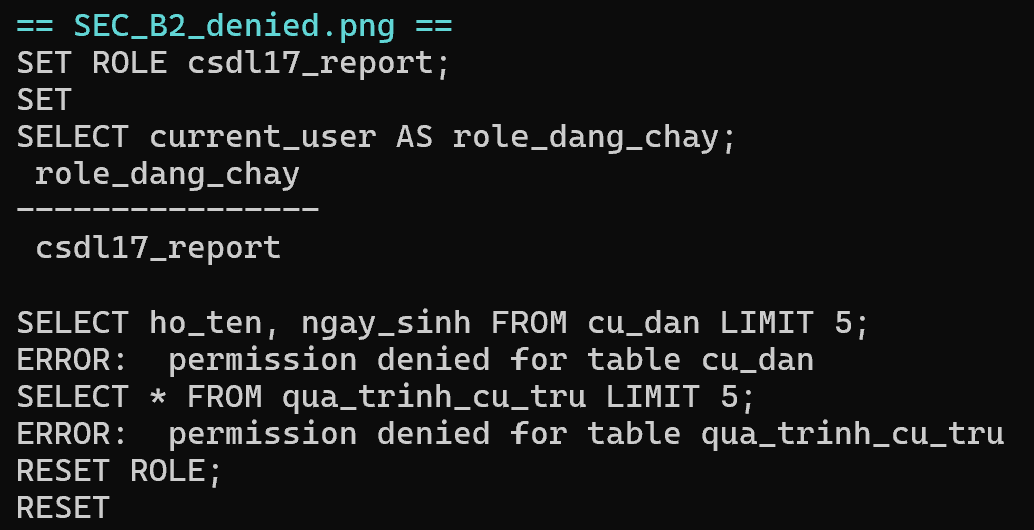 == SEC_B2_denied.png ==
SET ROLE csdl17_report;
SET
SELECT current_user AS role_dang_chay;
 role_dang_chay
----------------
 csdl17_report

SELECT ho_ten, ngay_sinh FROM cu_dan LIMIT 5;
ERROR:  permission denied for table cu_dan
SELECT * FROM qua_trinh_cu_tru LIMIT 5;
ERROR:  permission denied for table qua_trinh_cu_tru
RESET ROLE;
RESET